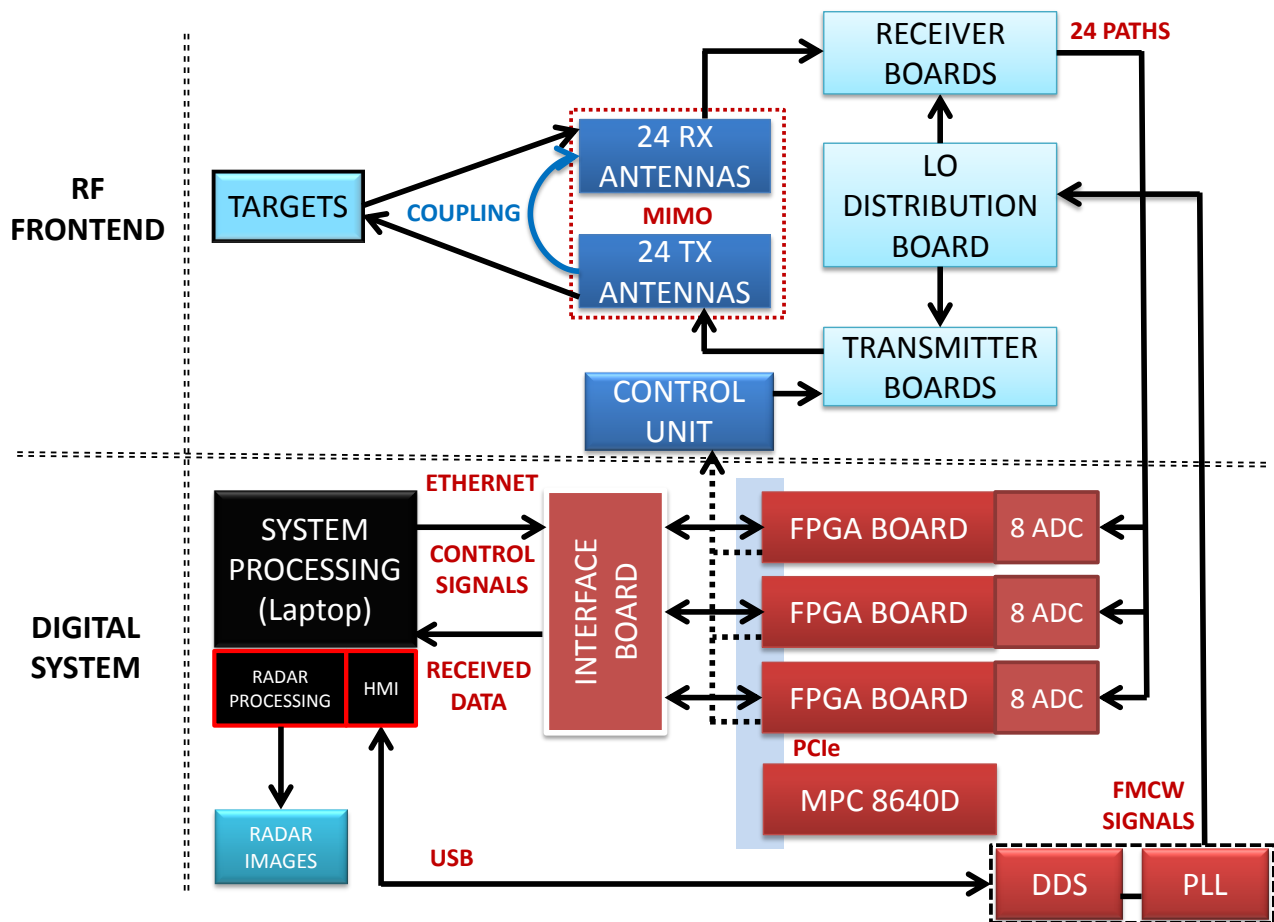 RF
FRONTEND
TARGETS
COUPLING
24 RX
ANTENNAS
MIMO
24 TX
ANTENNAS
RECEIVER
BOARDS
24 PATHS
LO
DISTRIBUTION
BOARD
TRANSMITTER
BOARDS
CONTROL
UNIT
DIGITAL
SYSTEM
SYSTEM
PROCESSING
(Laptop)
RADAR
PROCESSING
HMI
ETHERNET
CONTROL
SIGNALS
RECEIVED
DATA
INTERFACE
BOARD
FPGA BOARD
8 ADC
FPGA BOARD
8 ADC
FPGA BOARD
8 ADC
PCIe
MPC 8640D
RADAR
IMAGES
USB
FMCW
SIGNALS
DDS
PLL